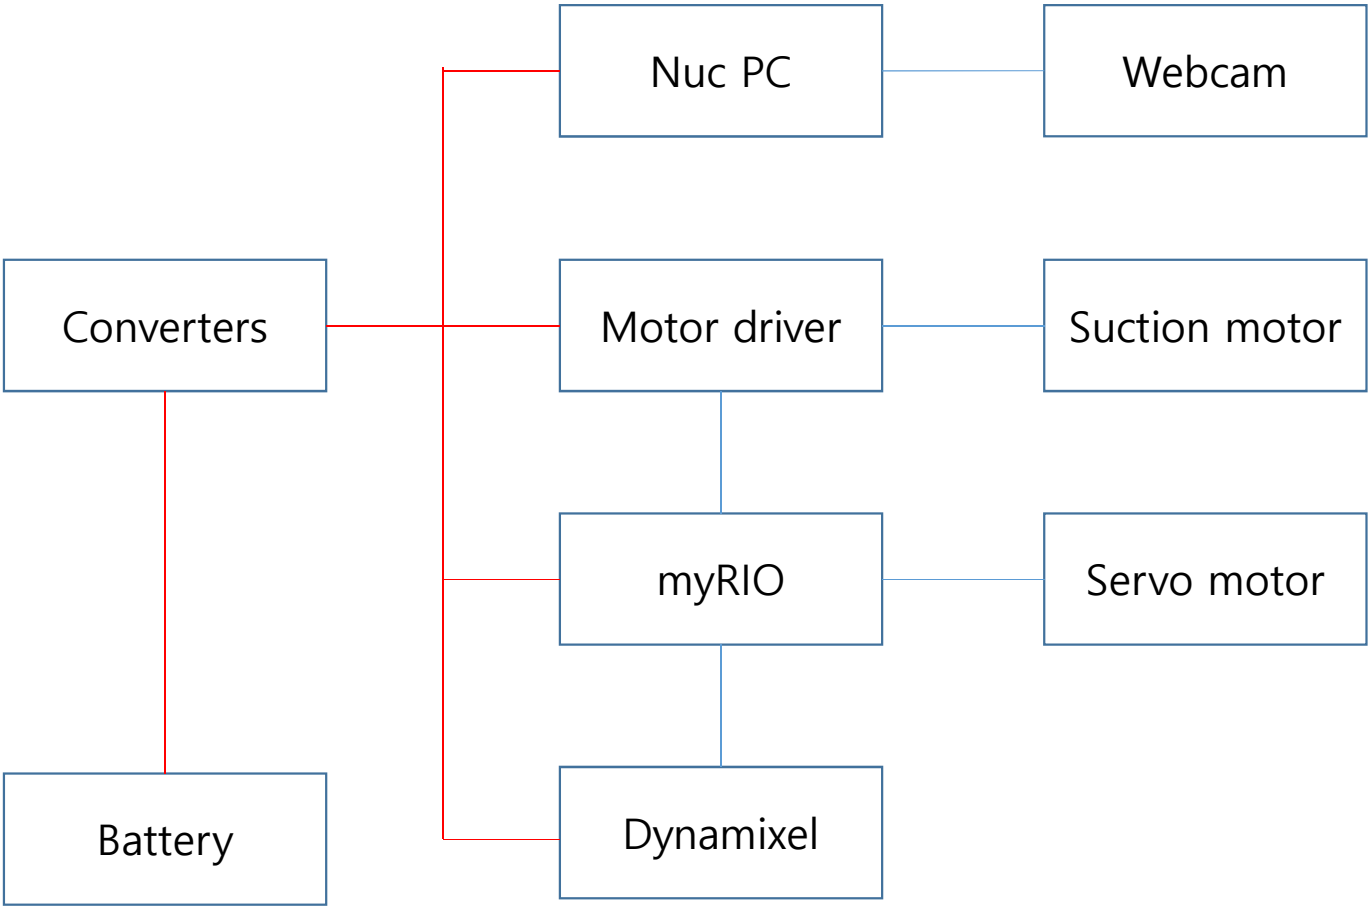 Nuc PC
Webcam
Converters
Motor driver
Suction motor
myRIO
Servo motor
Battery
Dynamixel